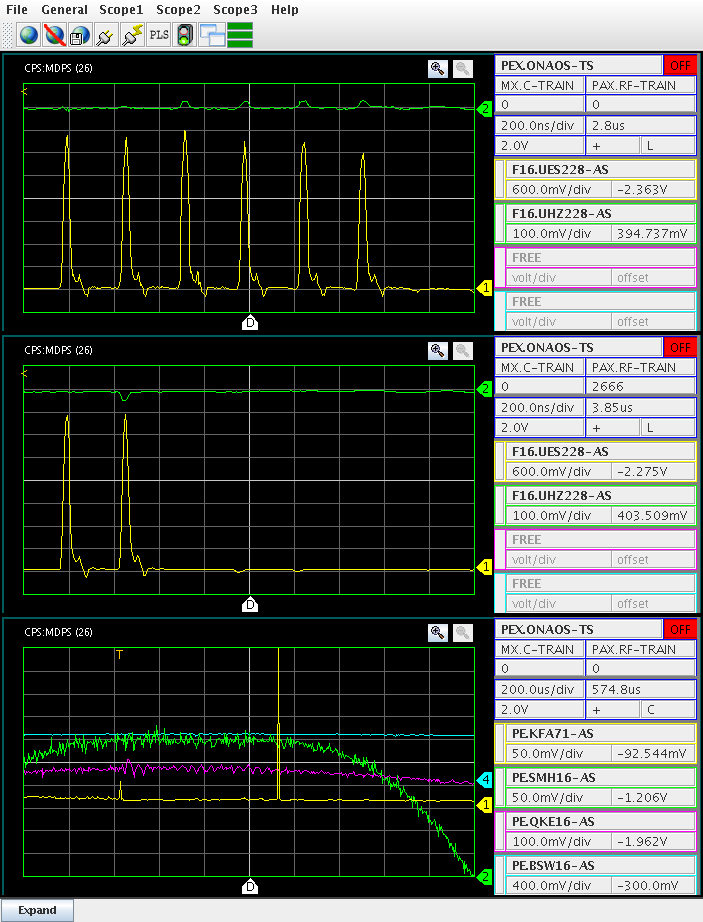 File General Scope1 Scope2 Scope3 Help
PLS
CPS:MDPS (26)
2
1
D
PEX.ONAOS-TS OFF
MX.C-TRAIN PAX.RF-TRAIN
0 0
200.0ns/div 2.8us
2.0V + L
F16.UES228-AS
600.0mV/div -2.363V
F16.UHZ228-AS
100.0mV/div 394.737mV
FREE
volt/div offset
FREE
volt/div offset
CPS:MDPS (26)
2
1
D
PEX.ONAOS-TS OFF
MX.C-TRAIN PAX.RF-TRAIN
0 2666
200.0ns/div 3.85us
2.0V + L
F16.UES228-AS
600.0mV/div -2.275V
F16.UHZ228-AS
100.0mV/div 403.509mV
FREE
volt/div offset
FREE
volt/div offset
CPS:MDPS (26)
T
4
1
2
D
PEX.ONAOS-TS OFF
MX.C-TRAIN PAX.RF-TRAIN
0 0
200.0us/div 574.8us
2.0V + C
PE.KFA71-AS
50.0mV/div -92.544mV
PE.SMH16-AS
50.0mV/div -1.206V
PE.QKE16-AS
100.0mV/div -1.962V
PE.BSW16-AS
400.0mV/div -300.0mV
Expand